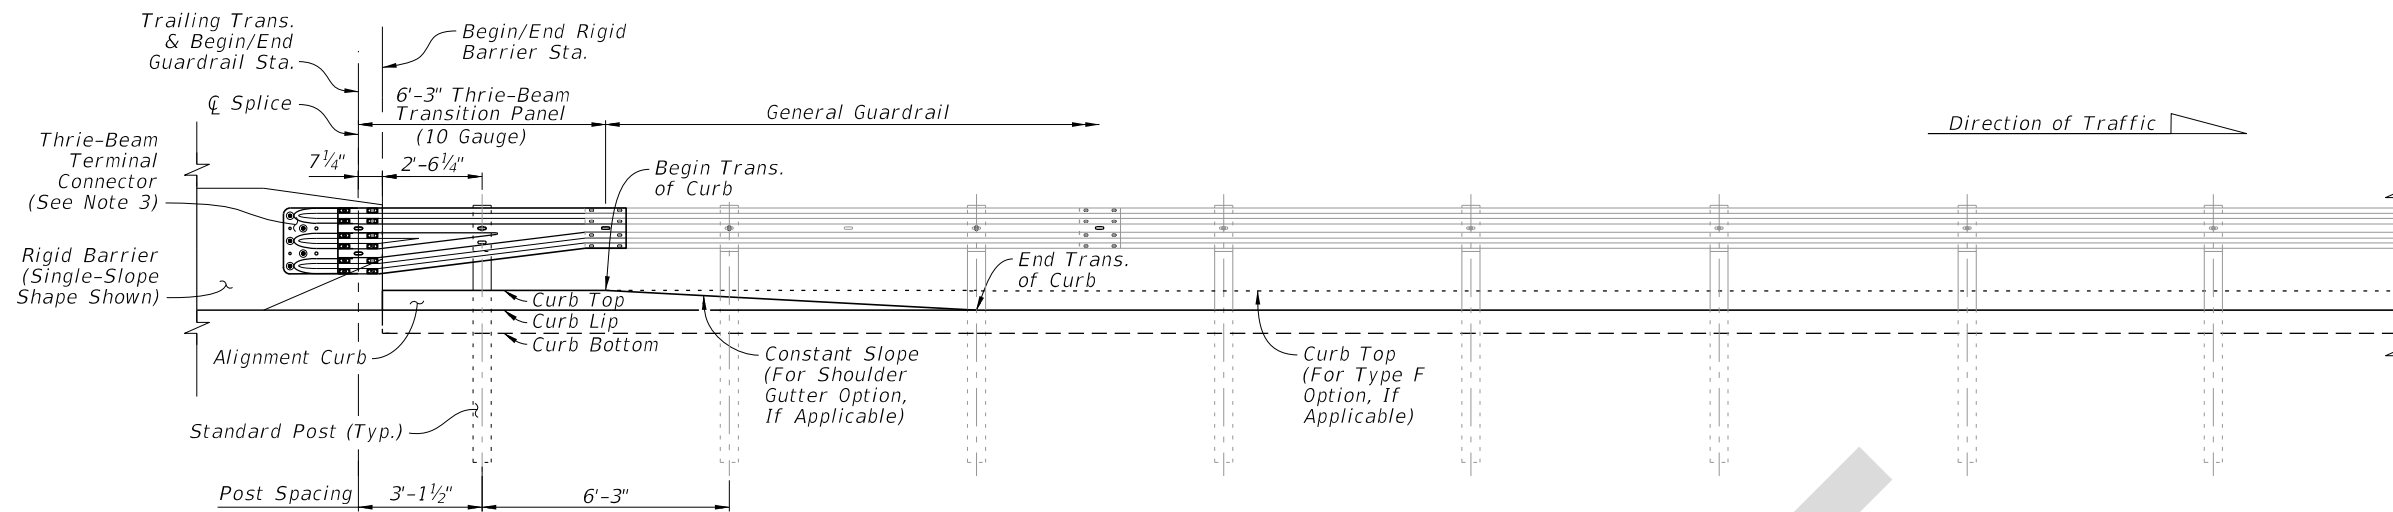 Trailing Trans.
& Begin/End
Guardrail Sta.
Begin/End Rigid
Barrier Sta.
℄ Splice
6'-3" Thrie-Beam
Transition Panel
(10 Gauge)
General Guardrail
Direction of Traffic
Thrie-Beam
Terminal
Connector
(See Note 3)
7¼"
2'-6¼"
Begin Trans.
of Curb
Rigid Barrier
(Single-Slope
Shape Shown)
End Trans.
of Curb
Curb Top
Curb Lip
Curb Bottom
Alignment Curb
Constant Slope
(For Shoulder
Gutter Option,
If Applicable)
Curb Top
(For Type F
Option, If
Applicable)
Standard Post (Typ.)
Post Spacing
3'-1½"
6'-3"